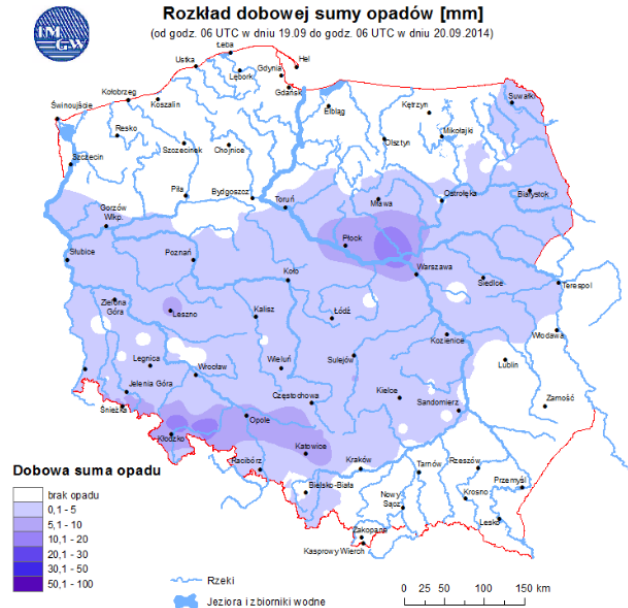 IMGW
Rozkład dobowej sumy opadów [mm]
(od godz. 06 UTC w dniu 19.09 do godz. 06 UTC w dniu 20.09.2014)
Łeba
Hel
Ustka
Gdynia
Lębork
Gdańsk
Kołobrzeg
Koszalin
Świnoujście
Resko
Elbląg
Kętrzyn
Suwałki
Szczecinek
Chojnice
Olsztyn
Mikołajki
Szczecin
Piła
Bydgoszcz
Toruń
Mława
Ostrołęka
Białystok
Gorzów
Wlkp.
Płock
Słubice
Poznań
Koło
Warszawa
Siedlce
Terespol
Zielona
Góra
Leszno
Kalisz
Łódź
Kozienice
Włodawa
Legnica
Wrocław
Wieluń
Sulejów
Lublin
Jelenia Góra
Śnieżka
Częstochowa
Kielce
Sandomierz
Zamość
Opole
Kłodzko
Katowice
Racibórz
Kraków
Tarnów
Rzeszów
Przemyśl
Bielsko-Biała
Nowy
Sącz
Krosno
Lesko
Zakopane
Kasprowy Wierch
Dobowa suma opadu
brak opadu
0,1 - 5
5,1 - 10
10,1 - 20
20,1 - 30
30,1 - 50
50,1 - 100
Rzeki
Jeziora i zbiorniki wodne
0 25 50 100 150 km